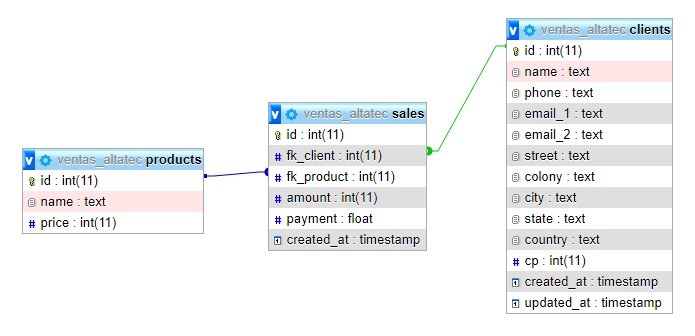 v ventas_altatec products
id : int(11)
name : text
# price : int(11)
v ventas_altatec sales
id : int(11)
# fk_client : int(11)
# fk_product : int(11)
# amount : int(11)
# payment : float
created_at : timestamp
v ventas_altatec clients
id : int(11)
name : text
phone : text
email_1 : text
email_2 : text
street : text
colony : text
city : text
state : text
country : text
# cp : int(11)
created_at : timestamp
updated_at : timestamp